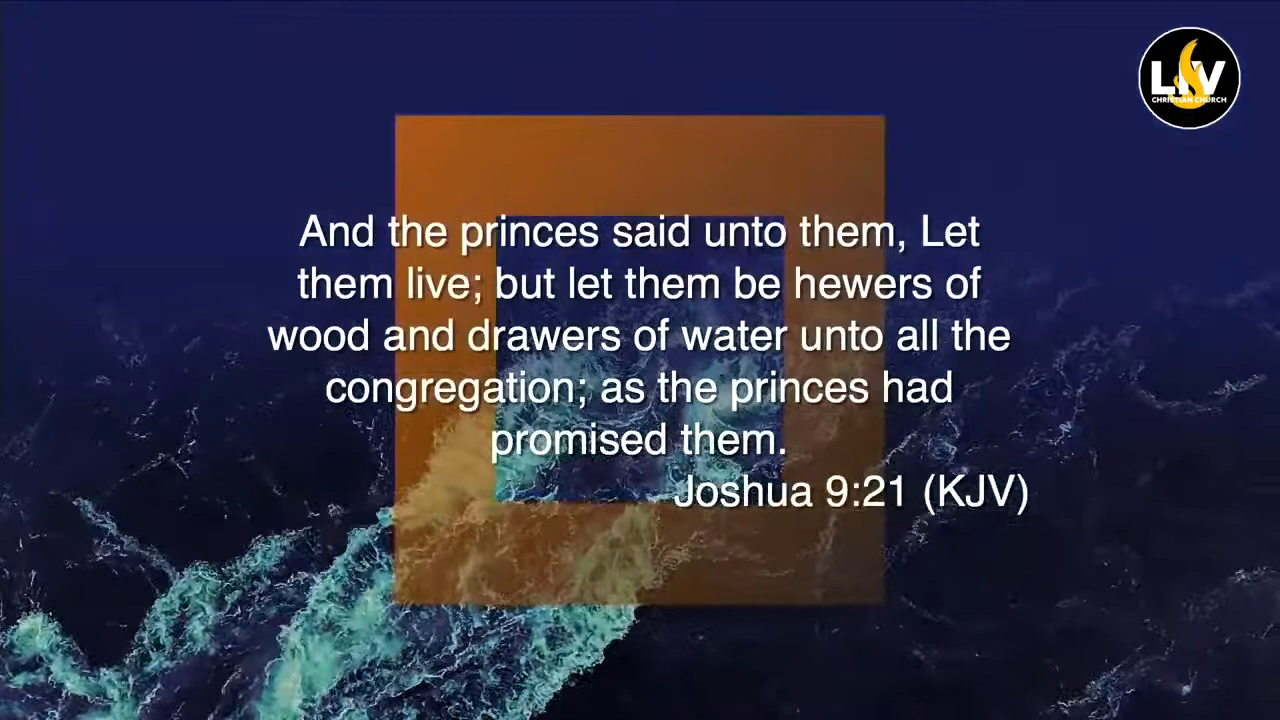 LIV
CHRISTIAN CHURCH
And the princes said unto them, Let
them live; but let them be hewers of
wood and drawers of water unto all the
congregation; as the princes had
promised them.
Joshua 9:21 (KJV)